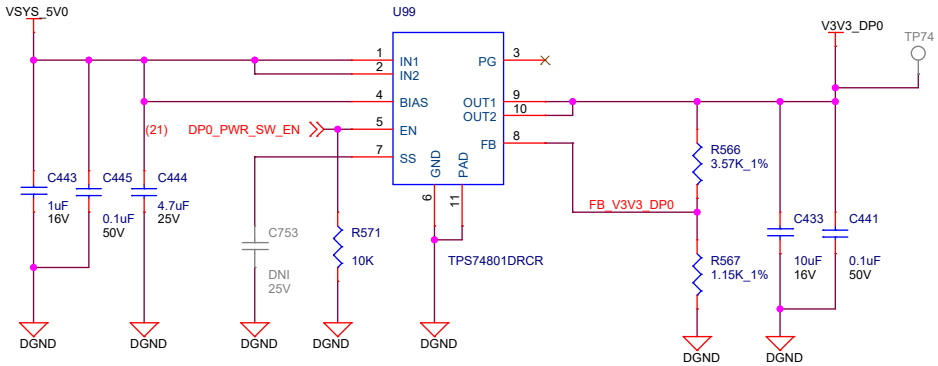 VSYS_5V0
U99
V3V3_DP0
TP74
1
IN1
2
IN2
PG
3
4
BIAS
OUT1
9
OUT2
10
(21)
DP0_PWR_SW_EN
5
EN
FB
8
7
SS
GND
PAD
6
11
R566
3.57K_1%
FB_V3V3_DP0
C443
1uF
16V
C445
0.1uF
50V
C444
4.7uF
25V
C753
DNI
25V
R571
10K
TPS74801DRCR
R567
1.15K_1%
C433
10uF
16V
C441
0.1uF
50V
DGND
DGND
DGND
DGND
DGND
DGND
DGND